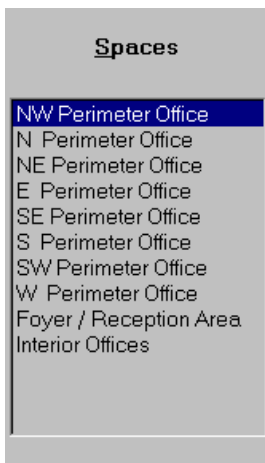 Spaces
NW Perimeter Office
N  Perimeter Office
NE Perimeter Office
E  Perimeter Office
SE Perimeter Office
S  Perimeter Office
SW Perimeter Office
W  Perimeter Office
Foyer / Reception Area
Interior Offices